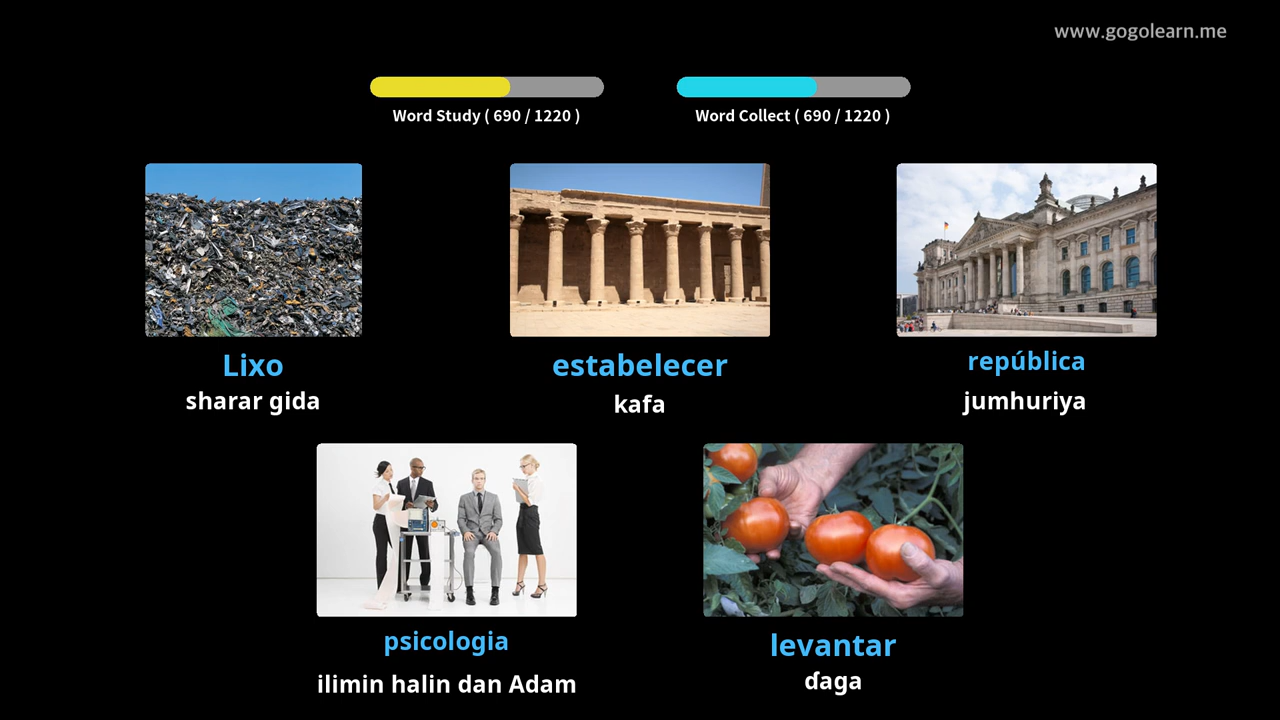 www.gogolearn.me
Word Study ( 690 / 1220 )
Word Collect ( 690 / 1220 )
Lixo
sharar gida
estabelecer
kafa
república
jumhuriya
psicologia
ilimin halin dan Adam
levantar
ɗaga